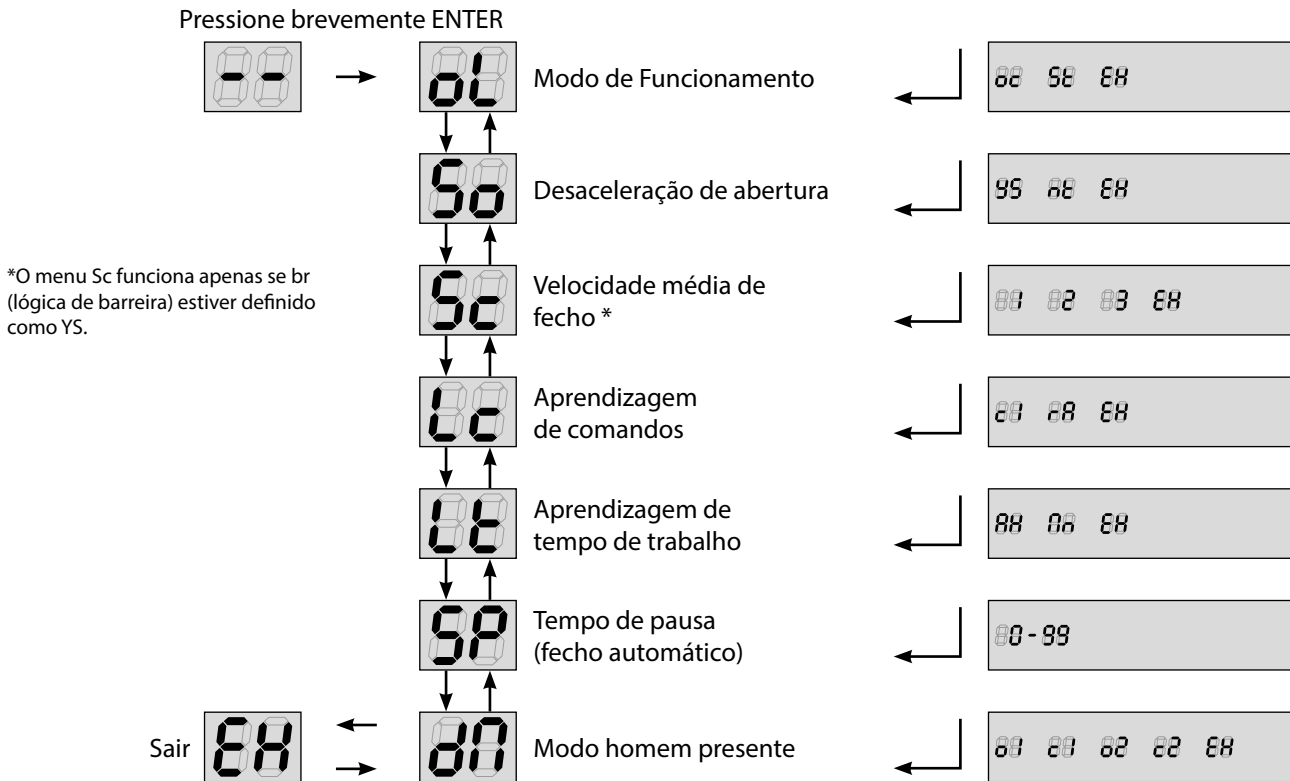 Pressione brevemente ENTER
--
oL
Modo de Funcionamento
oc St EH
So
Desaceleração de abertura
YS nt EH
*O menu Sc funciona apenas se br
(lógica de barreira) estiver definido
como YS.
Sc
Velocidade média de
fecho *
1 2 3 EH
Lc
Aprendizagem
de comandos
c1 rA EH
Lt
Aprendizagem de
tempo de trabalho
AH Mn EH
SP
Tempo de pausa
(fecho automático)
0-99
Sair
EH
dM
Modo homem presente
o1 c1 o2 c2 EH